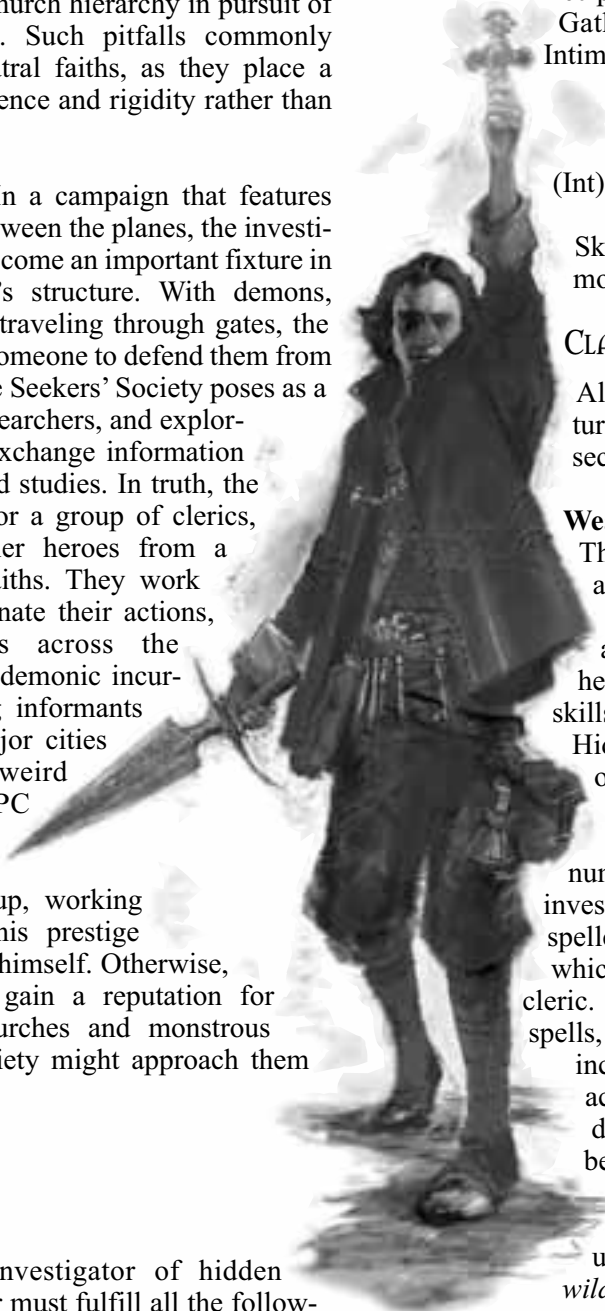 hurch hierarchy in pursuit of
. Such pitfalls commonly
tral faiths, as they place a
ence and rigidity rather than
In a campaign that features
ween the planes, the investi-
come an important fixture in
's structure. With demons,
traveling through gates, the
omeone to defend them from
e Seekers' Society poses as a
earchers, and explor-
xchange information
d studies. In truth, the
or a group of clerics,
er heroes from a
iths. They work
nate their actions,
s across the
demonic incur-
g informants
jor cities
weird
PC
up, working
his prestige
himself. Otherwise,
gain a reputation for
urches and monstrous
iety might approach them
nvestigator of hidden
r must fulfill all the follow-
Gath
Intim
(Int)
Sk
mo
CLA
Al
tur
sec
We
Th
a
a
he
skills
Hid
o
num
inves
spelle
which
cleric.
spells,
inc
ac
d
be
u
wild